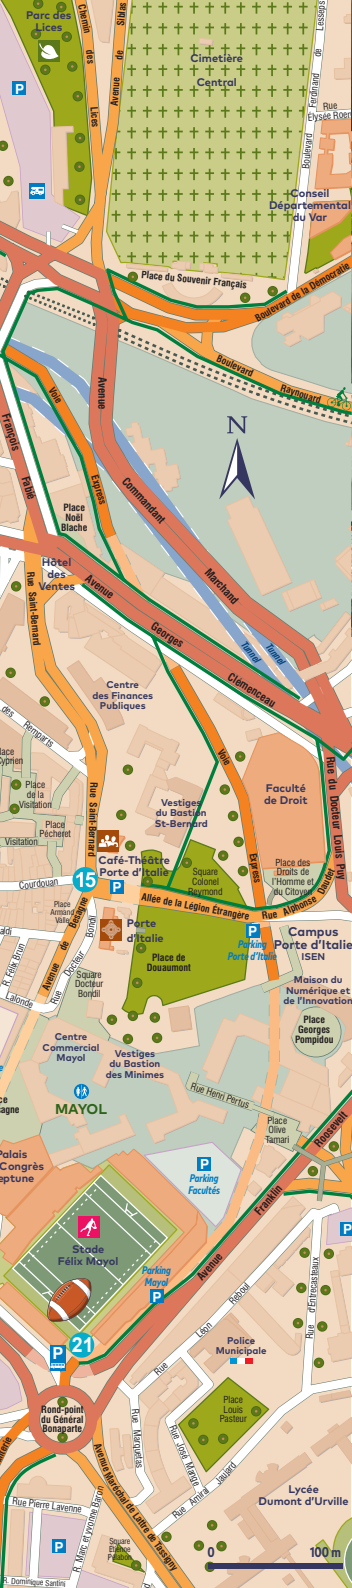 Parc des
Lices
Chemin
des
Lices
Avenue de Siblas
P
Cimetière
Central
Boulevard Ferdinand de Lesseps
Rue
Conseil
Départemental
du Var
Place du Souvenir Français
Boulevard de la Démocratie
Boulevard
Raynouard
Avenue
Commandant
Marchand
Voie
Express
François
Fabié
N
Place
Noël
Blache
Hôtel
des
Ventes
Avenue
Georges
Clémenceau
Tunnel
Tunnel
Rue Saint-Bernard
Centre
des Finances
Publiques
des
Remparts
Cyprien
Place
de la
Visitation
Place
Pécheret
Visitation
Rue Saint-Bernard
Vestiges
du Bastion
St-Bernard
Voie
Express
Faculté
de Droit
Rue du Docteur Louis Puy
Café-Théâtre
Porte d'Italie
Square
Colonel
Reymond
Place des
Droits de
l'Homme et
du Citoyen
Courdouan
15
P
Allée de la Légion Étrangère
Rue Alphonse Daudet
Place
Armand
Vallé
Avenue de Besagne
Porte
d'Italie
P
Parking
Porte d'Italie
Campus
Porte d'Italie
ISEN
R. Félix Brun
Lalonde
Rue Docteur Bondil
Square
Docteur
Bondil
Place de
Douaumont
Maison du
Numérique et
de l'Innovation
Place
Georges
Pompidou
Centre
Commercial
Mayol
Vestiges
du Bastion
des Minimes
MAYOL
Rue Henri Pertus
Place
Olive
Tamari
Palais
Congrès
eptune
P
Parking
Facultés
Avenue
Franklin
Roosevelt
Stade
Félix Mayol
Parking
Mayol
P
P
Rue
Léon
Reboul
Rue d'Entrecasteaux
21
P
Police
Municipale
Rond-point
du Général
Bonaparte
Rue Marquetas
Rue José Mange
Place
Louis
Pasteur
Rue Amiral Jaujard
Avenue Maréchal de Lattre de Tassigny
Lycée
Dumont d'Urville
Rue Pierre Lavenne
P
R. Marc et yvonne Baron
Square
Étienne
Pélabon
R. Dominique Santini
0
100 m